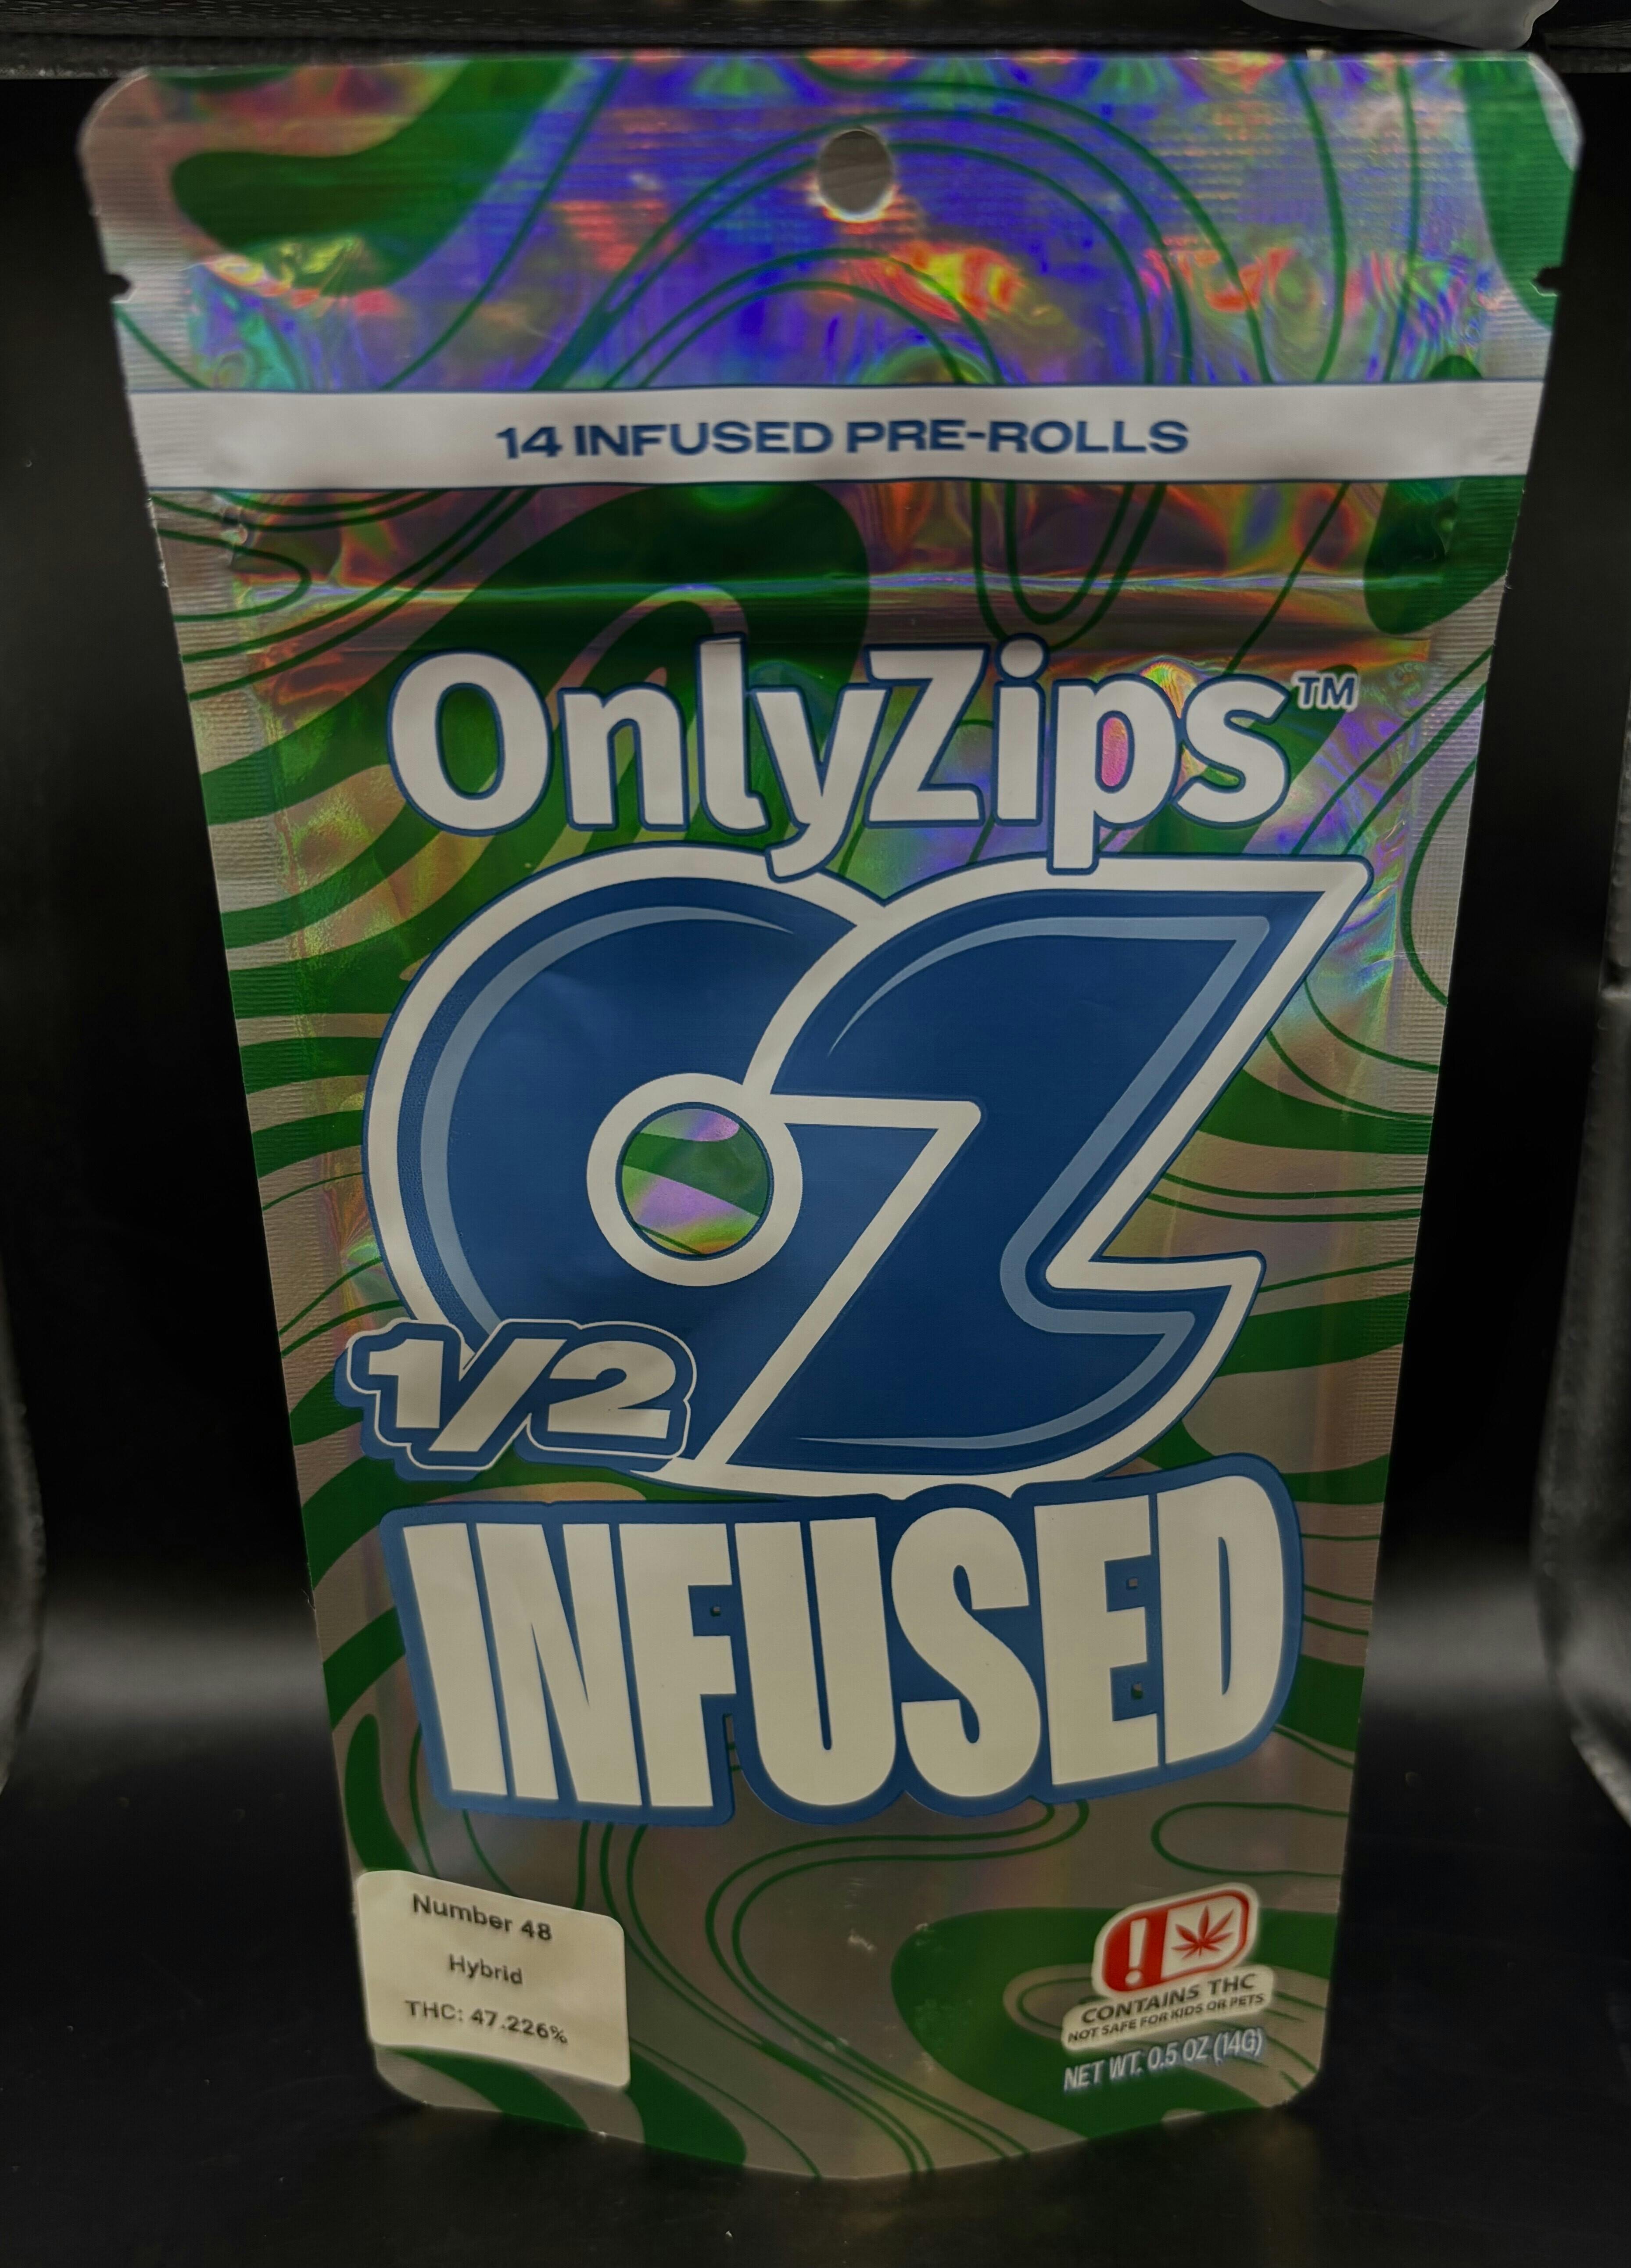 14 INFUSED PRE-ROLLS
OnlyZips™
OZ
1/2
INFUSED
Number 48
Hybrid
THC: 47.226%
!
CONTAINS THC
NOT SAFE FOR KIDS OR PETS
NET WT. 0.5 OZ (14G)